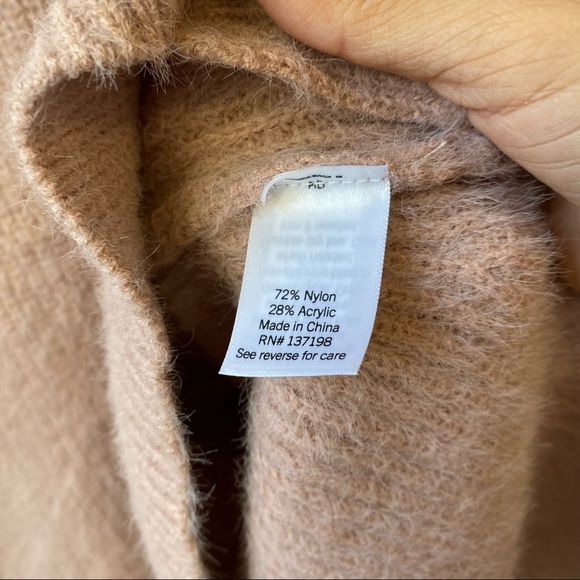 72% Nylon
28% Acrylic
Made in China
RN# 137198
See reverse for care